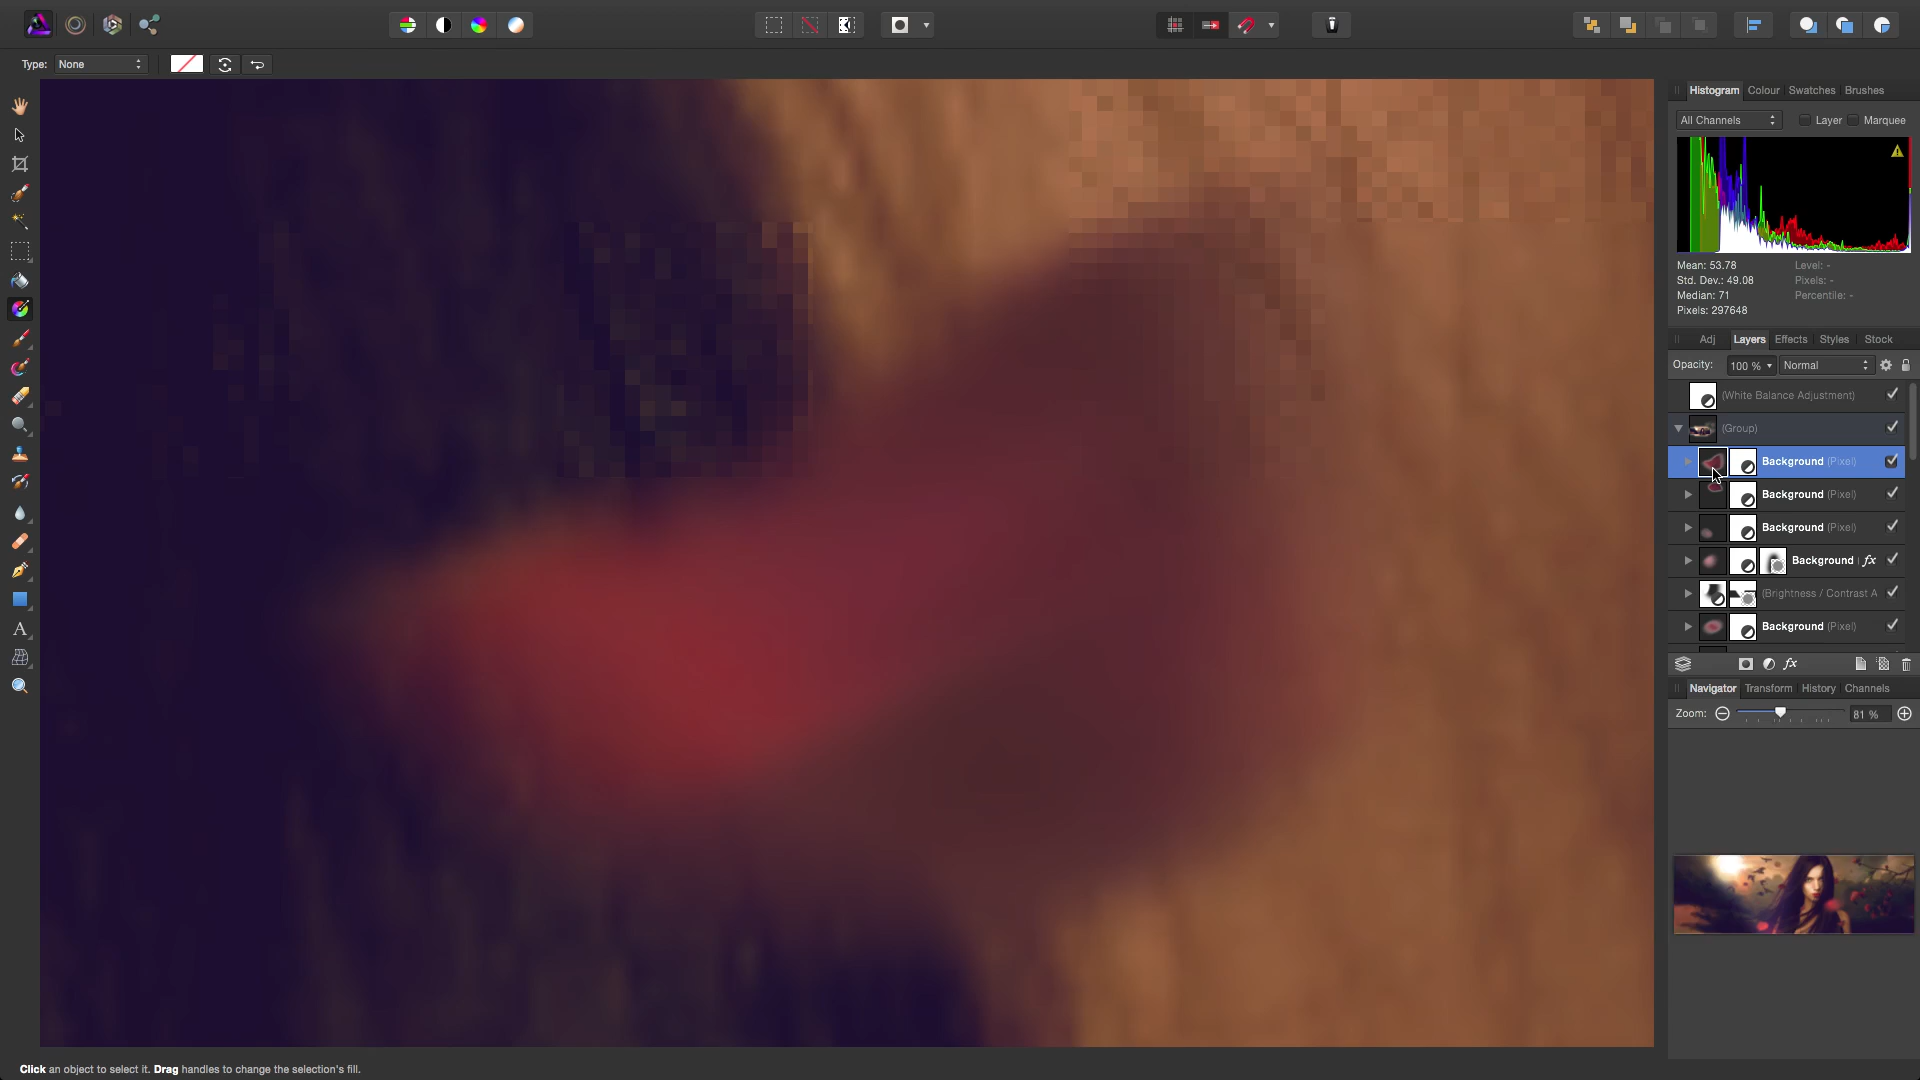 Type: None
Histogram Colour Swatches Brushes
All Channels Layer Marquee
Mean: 53.78 Level: -
Std. Dev.: 49.08 Pixels: -
Median: 71 Percentile: -
Pixels: 297648
Adj Layers Effects Styles Stock
Opacity: 100 % Normal
(White Balance Adjustment)
(Group)
Background (Pixel)
Background (Pixel)
Background (Pixel)
Background fx
(Brightness / Contrast A
Background (Pixel)
fx
Navigator Transform History Channels
Zoom: 81 %
A
Click an object to select it. Drag handles to change the selection's fill.